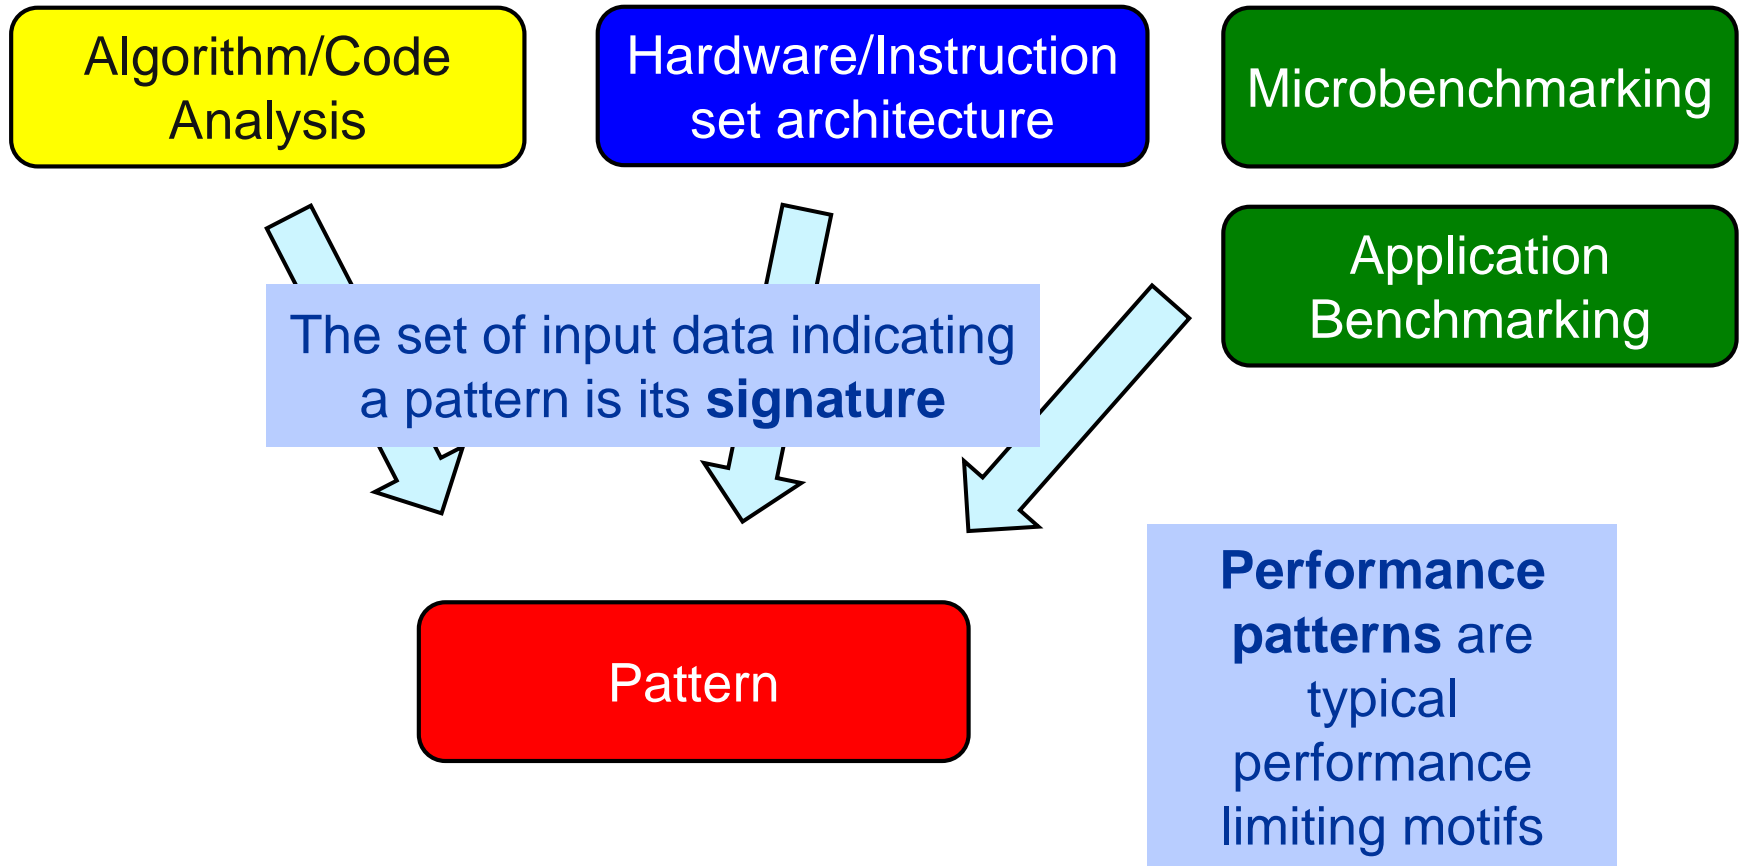 Algorithm/Code
Analysis
Hardware/Instruction
set architecture
Microbenchmarking
Application
Benchmarking
The set of input data indicating
a pattern is its signature
Pattern
Performance
patterns are
typical
performance
limiting motifs